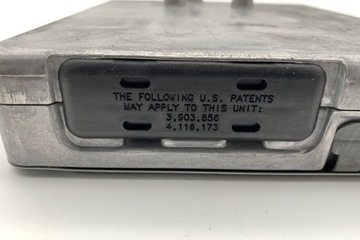 THE FOLLOWING U.S. PATENTS
MAY APPLY TO THIS UNIT:
3,903,856
4,116,173